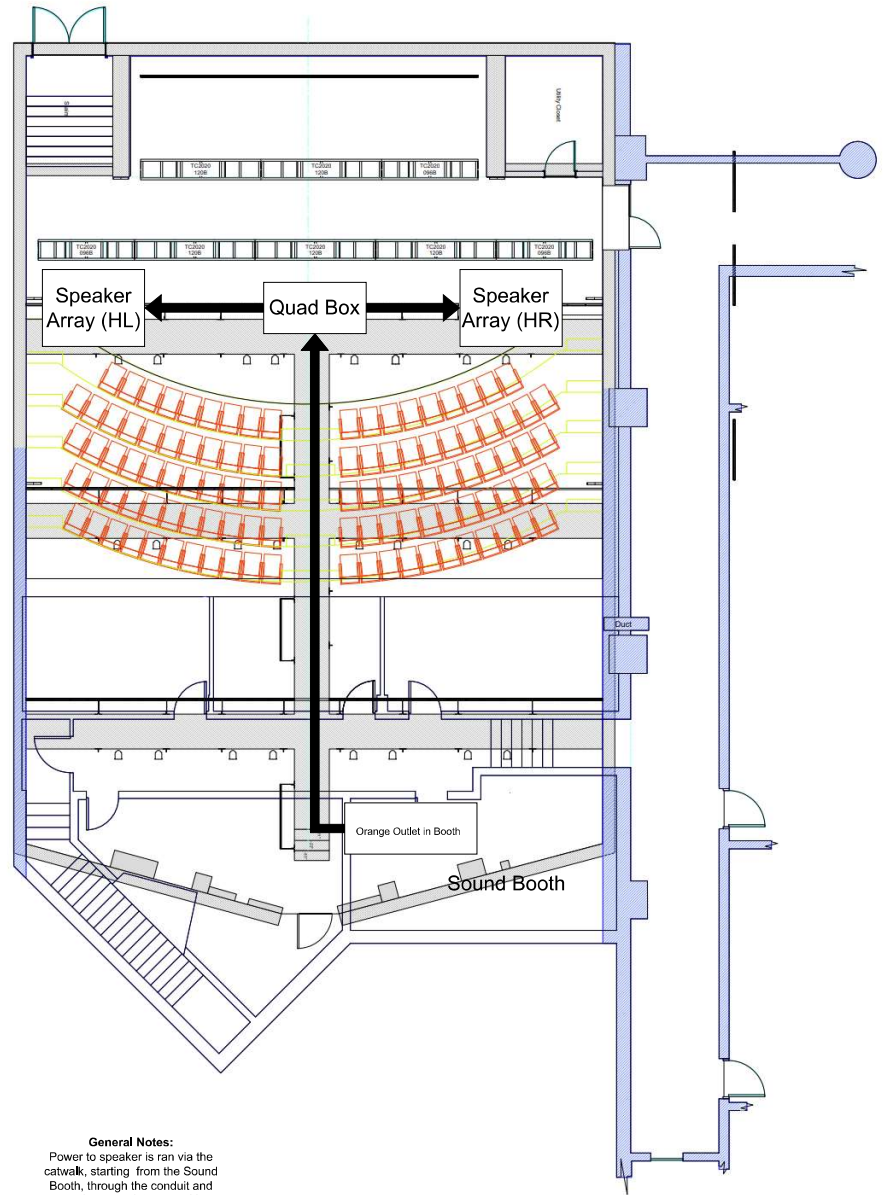 Stairs
Utility Closet
TC2020
120B
TC2020
120B
TC2020
096B
TC2020
096B
TC2020
120B
TC2020
120B
TC2020
120B
TC2020
096B
Speaker
Array (HL)
Quad Box
Speaker
Array (HR)
Duct
Orange Outlet in Booth
Sound Booth
General Notes:
Power to speaker is ran via the
catwalk, starting from the Sound
Booth, through the conduit and